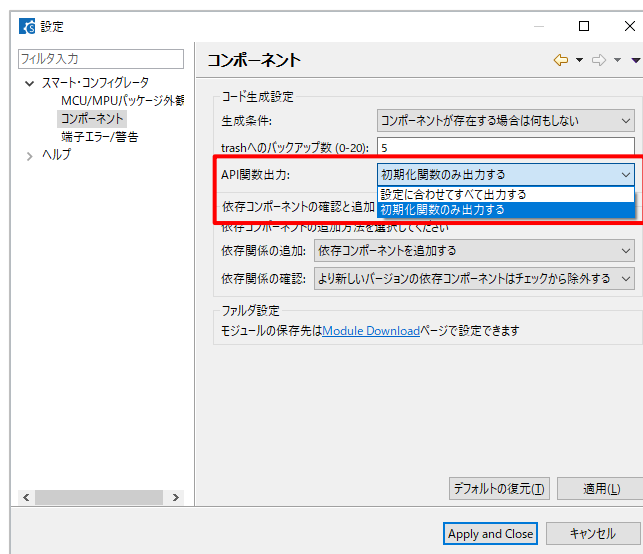 設定
フィルタ入力
スマート・コンフィグレータ
MCU/MPUパッケージ外観
コンポーネント
端子エラー/警告
ヘルプ
コンポーネント
コード生成設定
生成条件: コンポーネントが存在する場合は何もしない
trashへのバックアップ数 (0-20): 5
API関数出力: 初期化関数のみ出力する
設定に合わせてすべて出力する
初期化関数のみ出力する
依存コンポーネントの確認と追加
依存コンポーネントの追加方法を選択してください
依存関係の追加: 依存コンポーネントを追加する
依存関係の確認: より新しいバージョンの依存コンポーネントはチェックから除外する
ファルダ設定
モジュールの保存先はModule Downloadページで設定できます
デフォルトの復元(T) 適用(L)
Apply and Close キャンセル